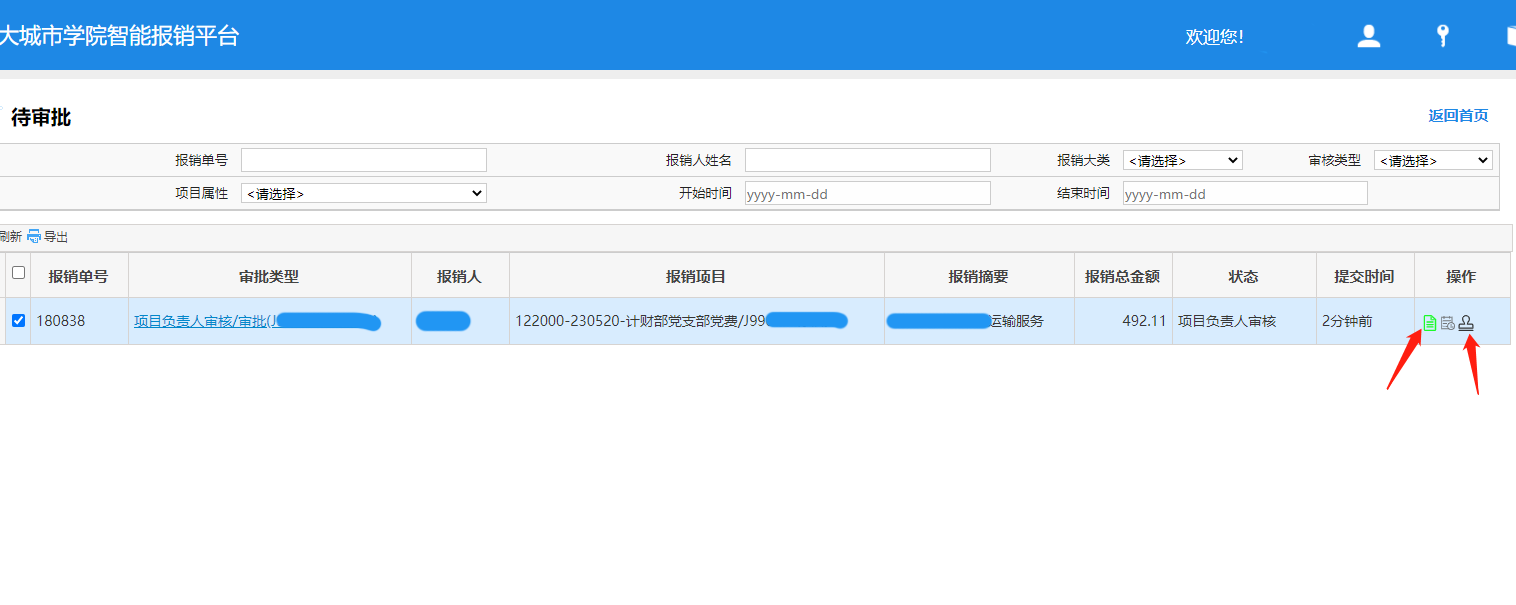 大城市学院智能报销平台
欢迎您!
待审批
返回首页
报销单号 报销人姓名 报销大类 <请选择> 审核类型 <请选择>
项目属性 <请选择> 开始时间 yyyy-mm-dd 结束时间 yyyy-mm-dd
刷新 导出
报销单号 审批类型 报销人 报销项目 报销摘要 报销总金额 状态 提交时间 操作
180838 项目负责人审核/审批(J 122000-230520-计财部党支部党费/J99 运输服务 492.11 项目负责人审核 2分钟前